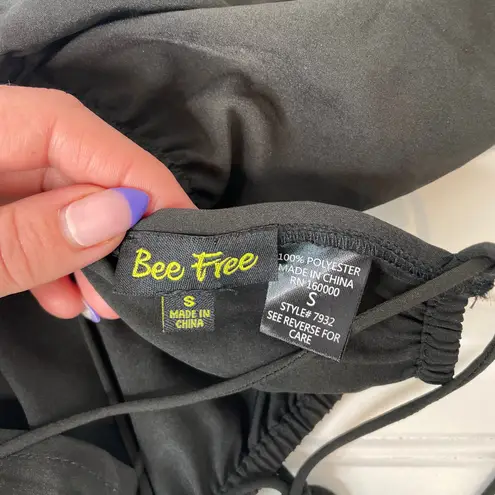 Bee Free
S
MADE IN
CHINA
100% POLYESTER
MADE IN CHINA
RN 160000
S
STYLE# 7932
SEE REVERSE FOR
CARE